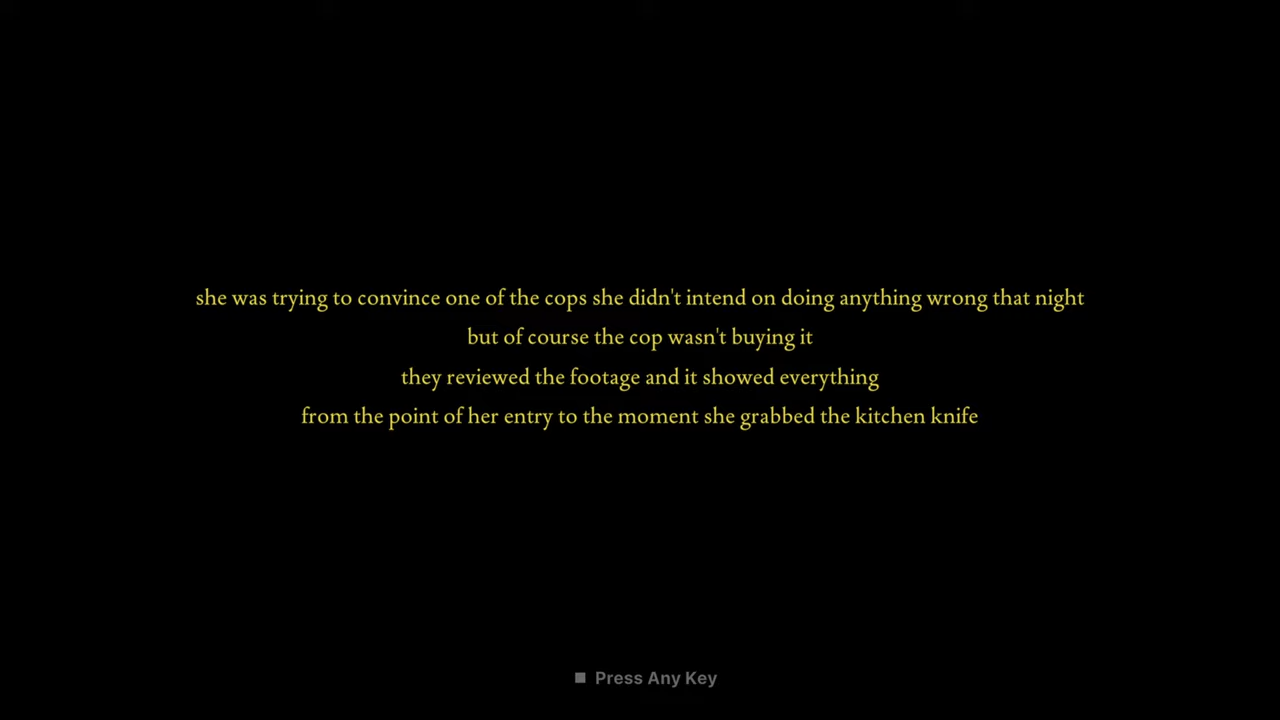 she was trying to convince one of the cops she didn't intend on doing anything wrong that night
but of course the cop wasn't buying it
they reviewed the footage and it showed everything
from the point of her entry to the moment she grabbed the kitchen knife
Press Any Key